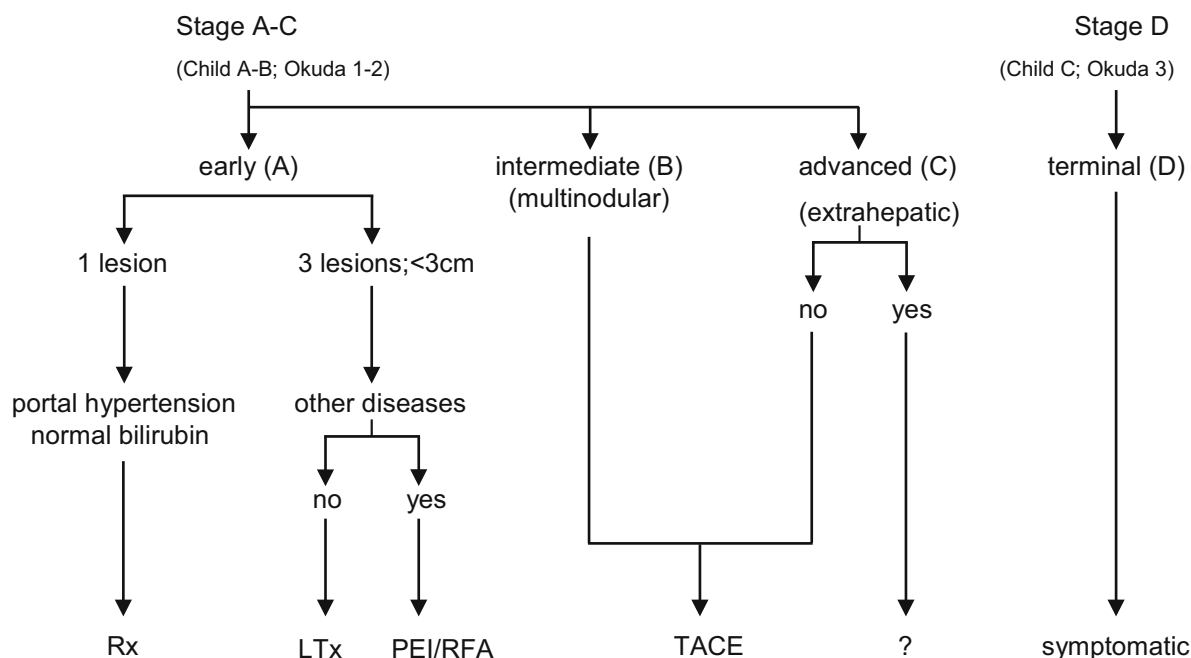 Stage A-C
Stage D
(Child A-B; Okuda 1-2)
(Child C; Okuda 3)
early (A)
intermediate (B)
(multinodular)
advanced (C)
(extrahepatic)
terminal (D)
1 lesion
3 lesions;<3cm
no
yes
portal hypertension
normal bilirubin
other diseases
no
yes
Rx
LTx
PEI/RFA
TACE
?
symptomatic